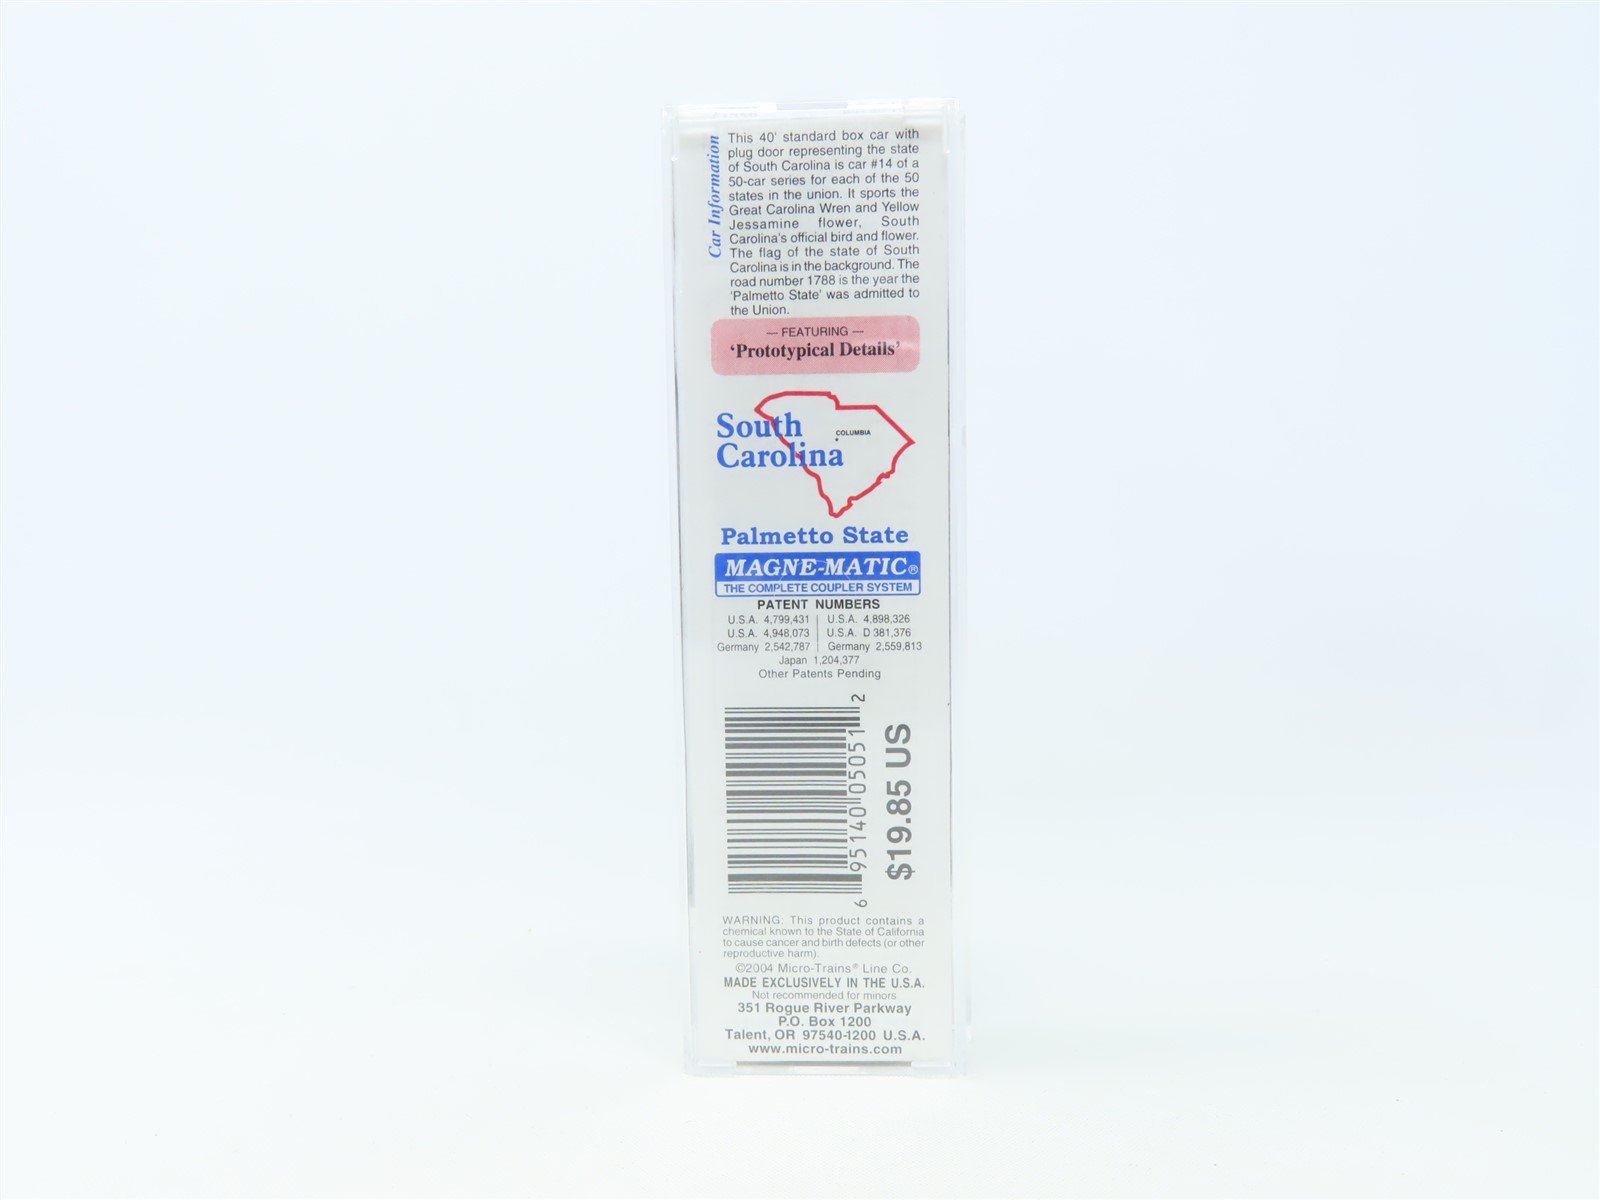 Car Information
This 40' standard box car with
plug door representing the state
of South Carolina is car #14 of a
50-car series for each of the 50
states in the union. It sports the
Great Carolina Wren and Yellow
Jessamine flower, South
Carolina's official bird and flower.
The flag of the state of South
Carolina is in the background. The
road number 1788 is the year the
'Palmetto State' was admitted to
the Union.
— FEATURING —
'Prototypical Details'
South
Carolina
COLUMBIA
Palmetto State
MAGNE-MATIC®
THE COMPLETE COUPLER SYSTEM
PATENT NUMBERS
U.S.A. 4,799,431 | U.S.A. 4,898,326
U.S.A. 4,948,073 | U.S.A. D 381,376
Germany 2,542,787 | Germany 2,559,813
Japan 1,204,377
Other Patents Pending
6 95140 05051 2
$19.85 US
WARNING: This product contains a
chemical known to the State of California
to cause cancer and birth defects (or other
reproductive harm).
©2004 Micro-Trains® Line Co.
MADE EXCLUSIVELY IN THE U.S.A.
Not recommended for minors
351 Rogue River Parkway
P.O. Box 1200
Talent, OR 97540-1200 U.S.A.
www.micro-trains.com